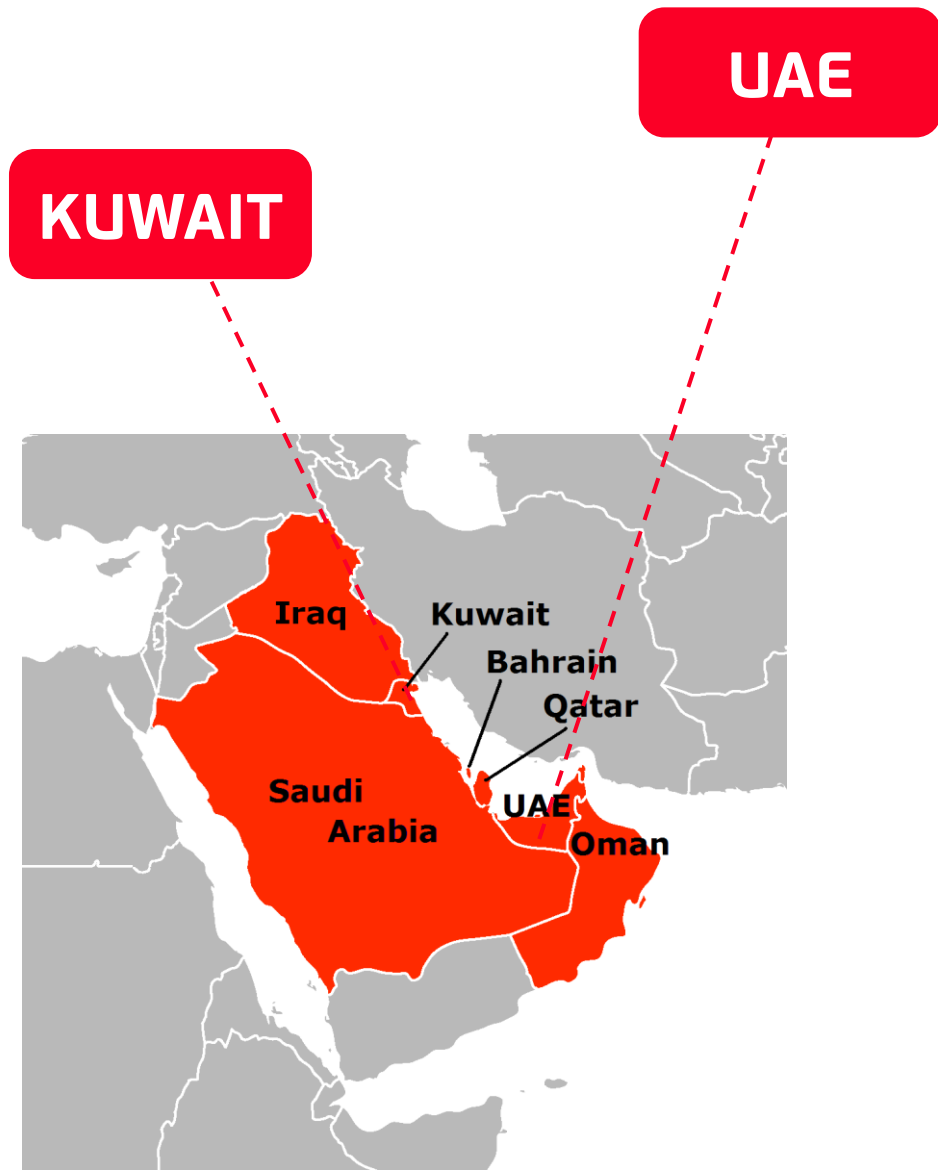 UAE
KUWAIT
Iraq
Kuwait
Bahrain
Qatar
Saudi
Arabia
UAE
Oman